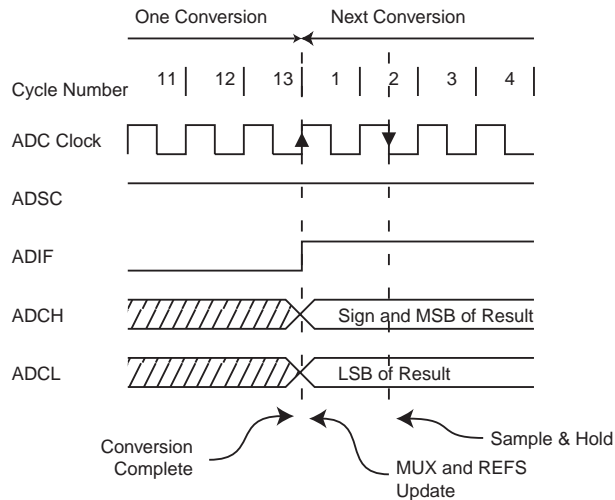 One Conversion Next Conversion
Cycle Number 11 12 13 1 2 3 4
ADC Clock
ADSC
ADIF
ADCH Sign and MSB of Result
ADCL LSB of Result
Conversion
Complete
MUX and REFS
Update
Sample & Hold